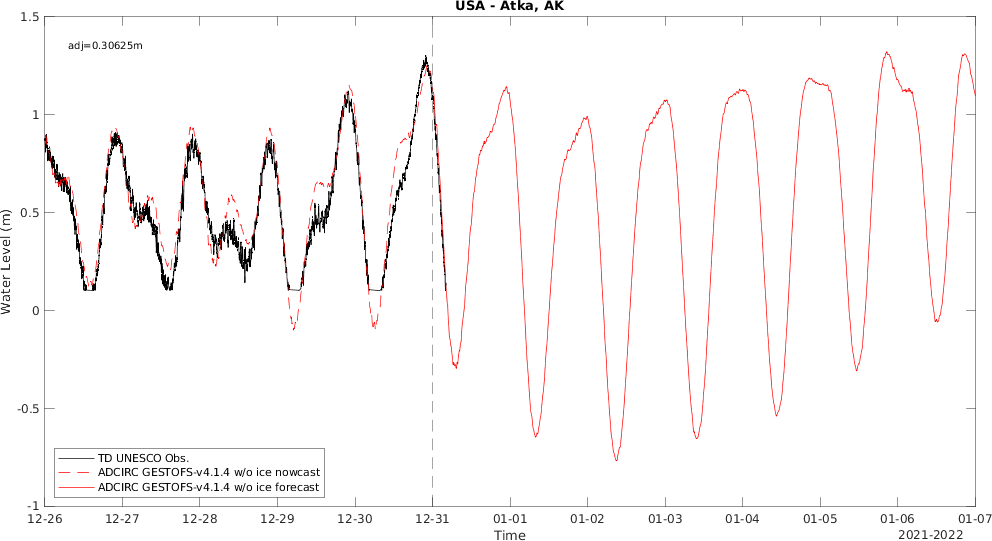 USA - Atka, AK
adj=0.30625m
1.5
1
0.5
0
-0.5
-1
Water Level (m)
TD UNESCO Obs.
ADCIRC GESTOFS-v4.1.4 w/o ice nowcast
ADCIRC GESTOFS-v4.1.4 w/o ice forecast
12-26 12-27 12-28 12-29 12-30 12-31 01-01 01-02 01-03 01-04 01-05 01-06 01-07
Time
2021-2022